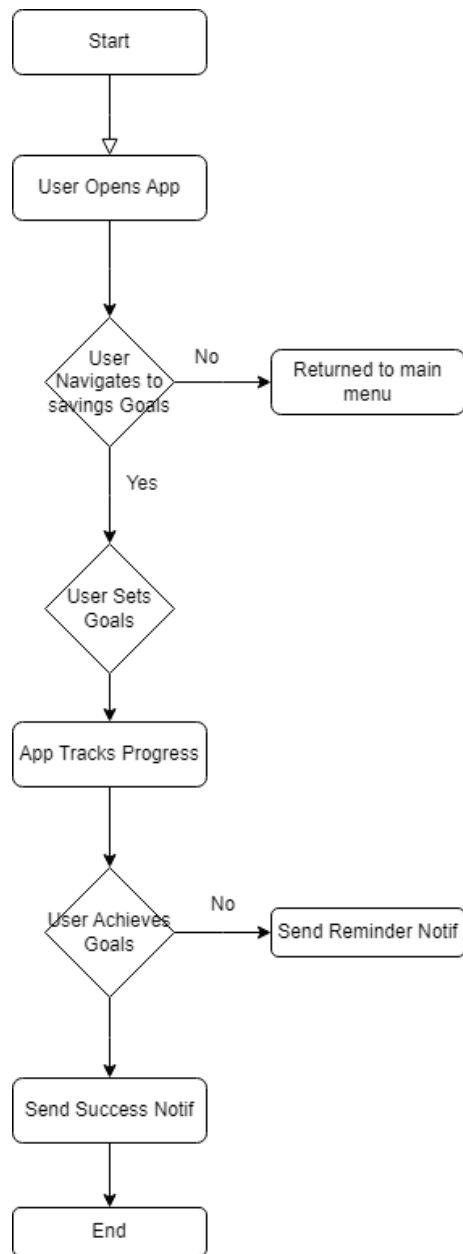 Start
User Opens App
User
Navigates to
savings Goals
No
Returned to main
menu
Yes
User Sets
Goals
App Tracks Progress
User Achieves
Goals
No
Send Reminder Notif
Send Success Notif
End